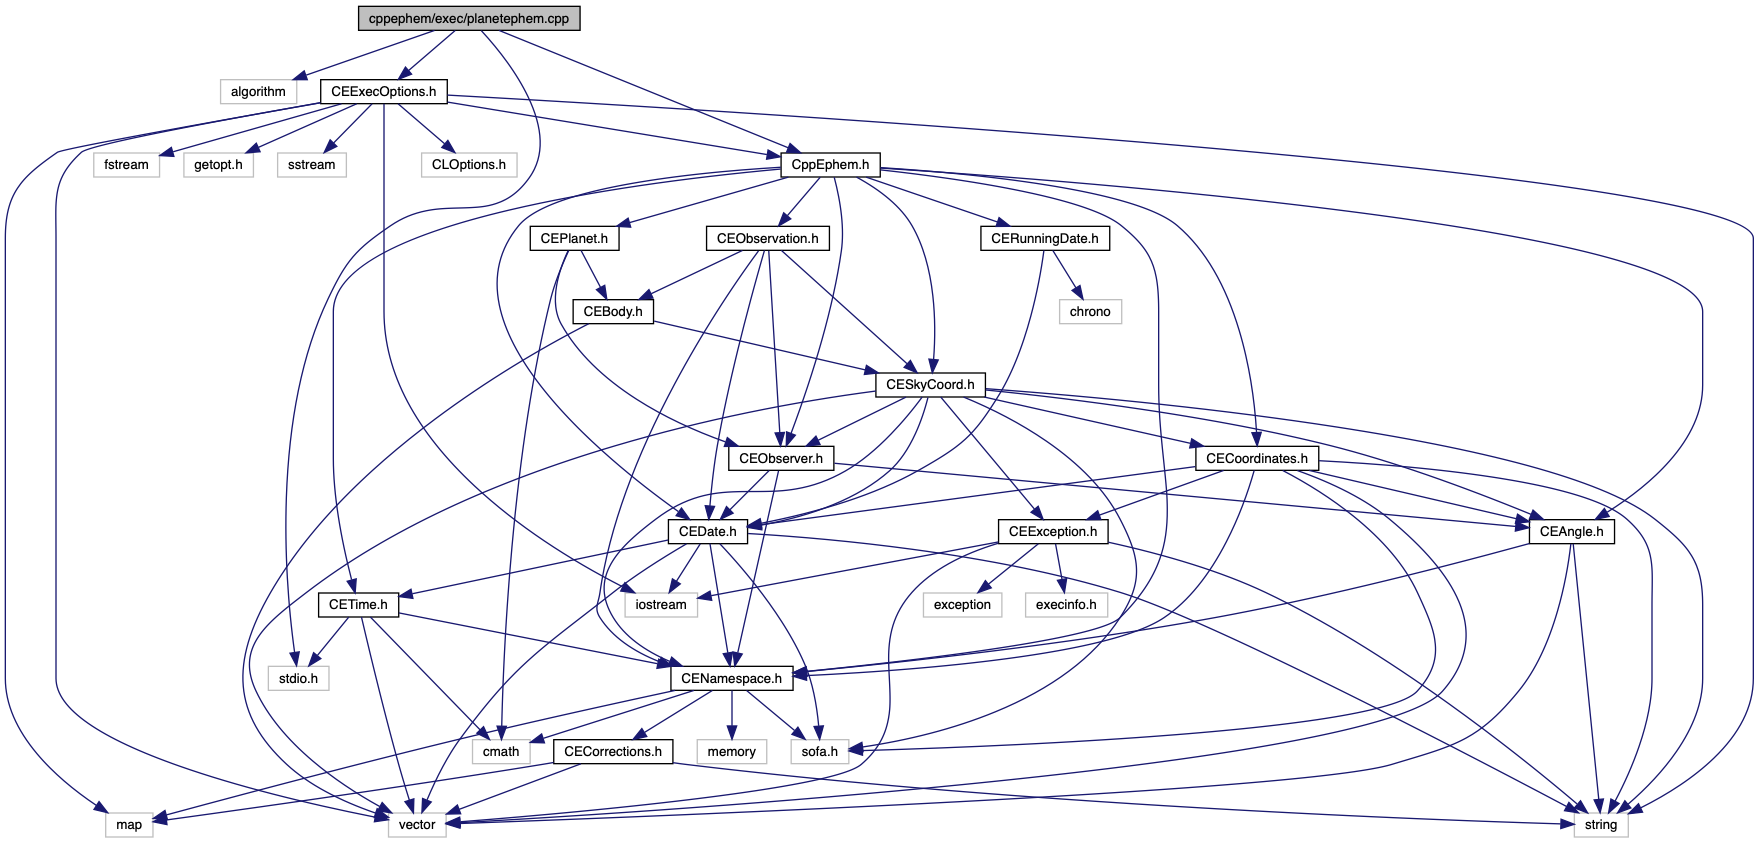 cppephem/exec/planetephem.cpp
algorithm
CEExecOptions.h
fstream
getopt.h
sstream
CLOptions.h
CppEphem.h
CEPlanet.h
CEObservation.h
CERunningDate.h
CEBody.h
chrono
CESkyCoord.h
CEObserver.h
CECoordinates.h
CEDate.h
CEException.h
CEAngle.h
CETime.h
iostream
exception
execinfo.h
stdio.h
CENamespace.h
cmath
CECorrections.h
memory
sofa.h
map
vector
string